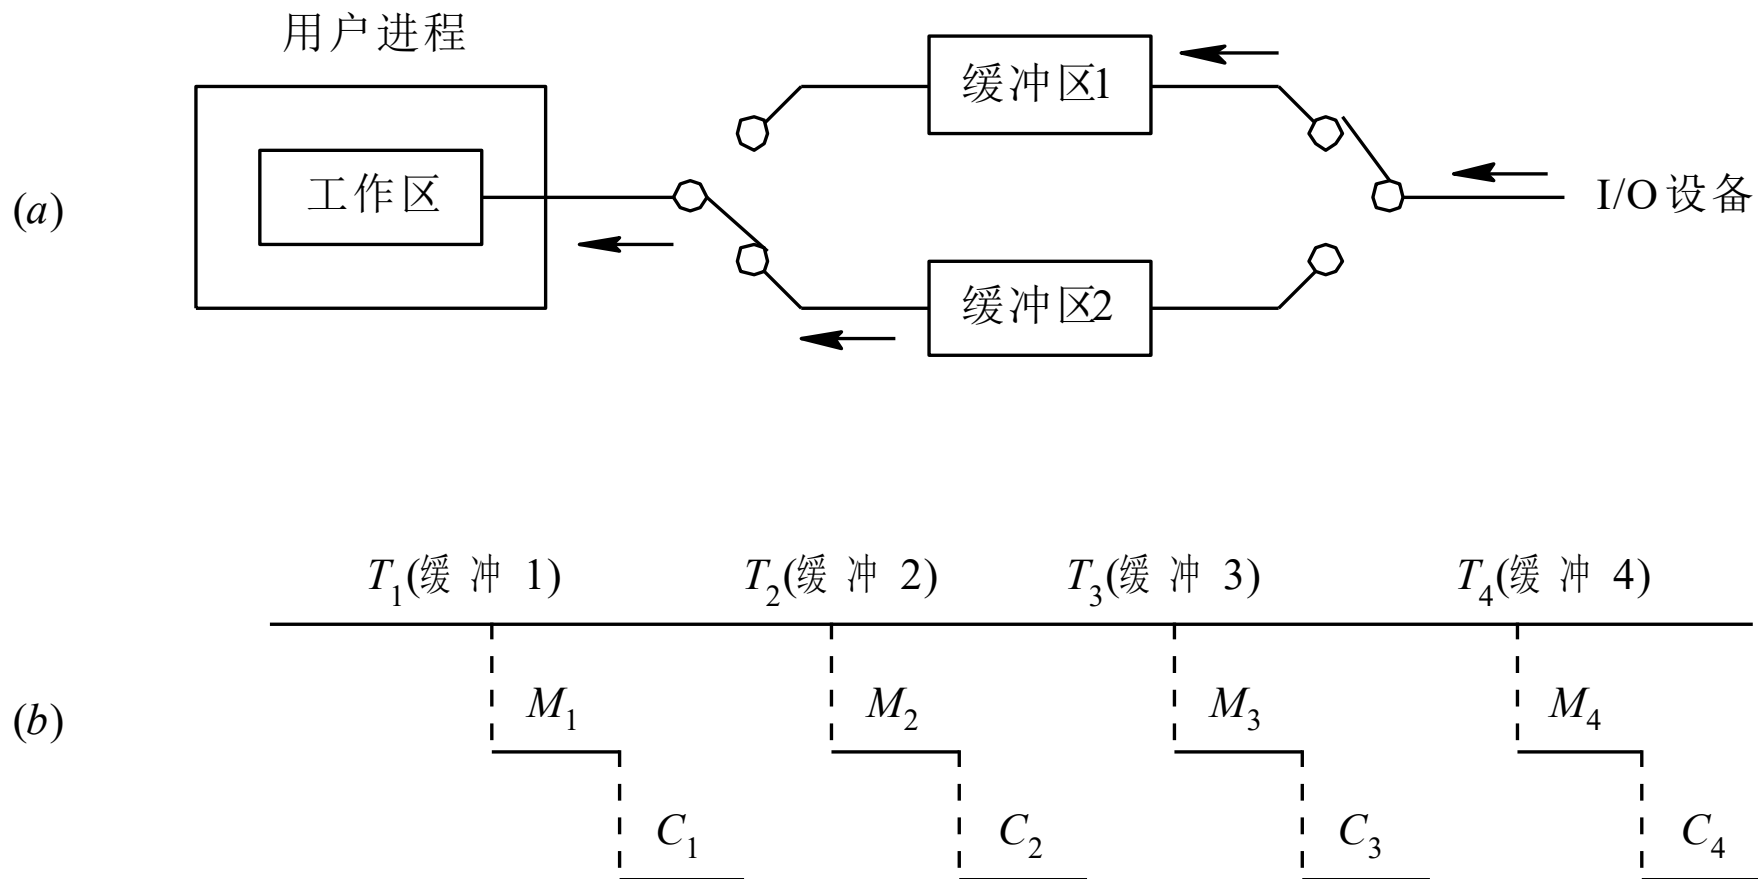 用户进程
缓冲区1
工作区
(a)
I/O 设备
缓冲区2
T1(缓 冲 1)
T2(缓 冲 2)
T3(缓 冲 3)
T4(缓 冲 4)
(b)
M1
M2
M3
M4
C1
C2
C3
C4